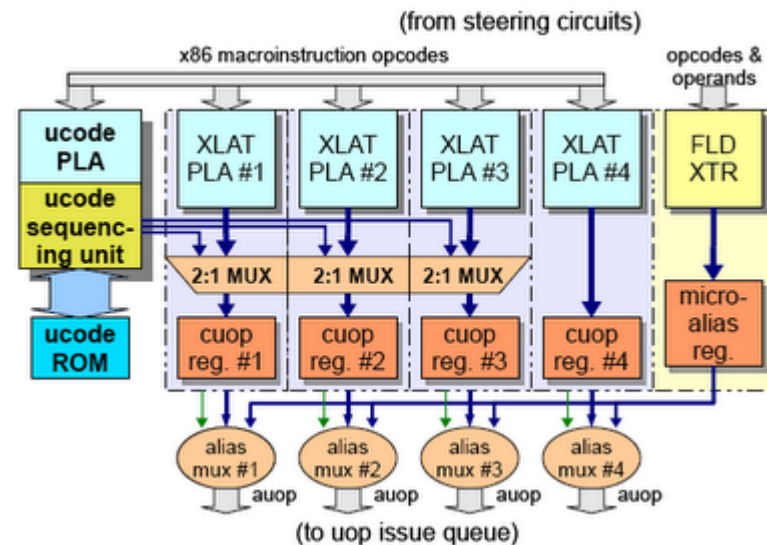 (from steering circuits)
x86 macroinstruction opcodes
opcodes &
operands
ucode
PLA
XLAT
PLA #1
XLAT
PLA #2
XLAT
PLA #3
XLAT
PLA #4
FLD
XTR
ucode
sequenc-
ing unit
2:1 MUX
2:1 MUX
2:1 MUX
ucode
ROM
cuop
reg. #1
cuop
reg. #2
cuop
reg. #3
cuop
reg. #4
micro-
alias
reg.
alias
mux #1
alias
mux #2
alias
mux #3
alias
mux #4
auop
auop
auop
auop
(to uop issue queue)